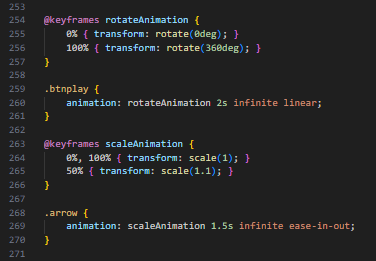 253
254 @keyframes rotateAnimation {
255     0% { transform: rotate(0deg); }
256     100% { transform: rotate(360deg); }
257 }
258
259 .btnplay {
260     animation: rotateAnimation 2s infinite linear;
261 }
262
263 @keyframes scaleAnimation {
264     0%, 100% { transform: scale(1); }
265     50% { transform: scale(1.1); }
266 }
267
268 .arrow {
269     animation: scaleAnimation 1.5s infinite ease-in-out;
270 }
271